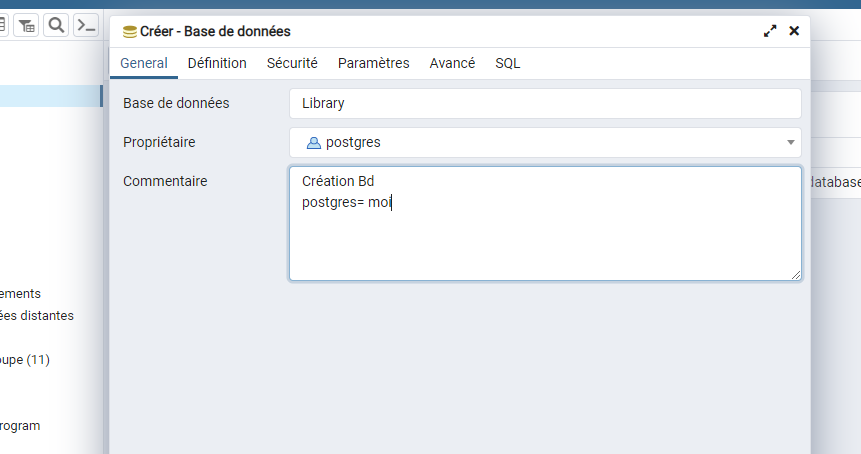 Créer - Base de données
General Définition Sécurité Paramètres Avancé SQL
Base de données Library
Propriétaire postgres
Commentaire Création Bd
postgres= moi
database
ements
ées distantes
oupe (11)
rogram